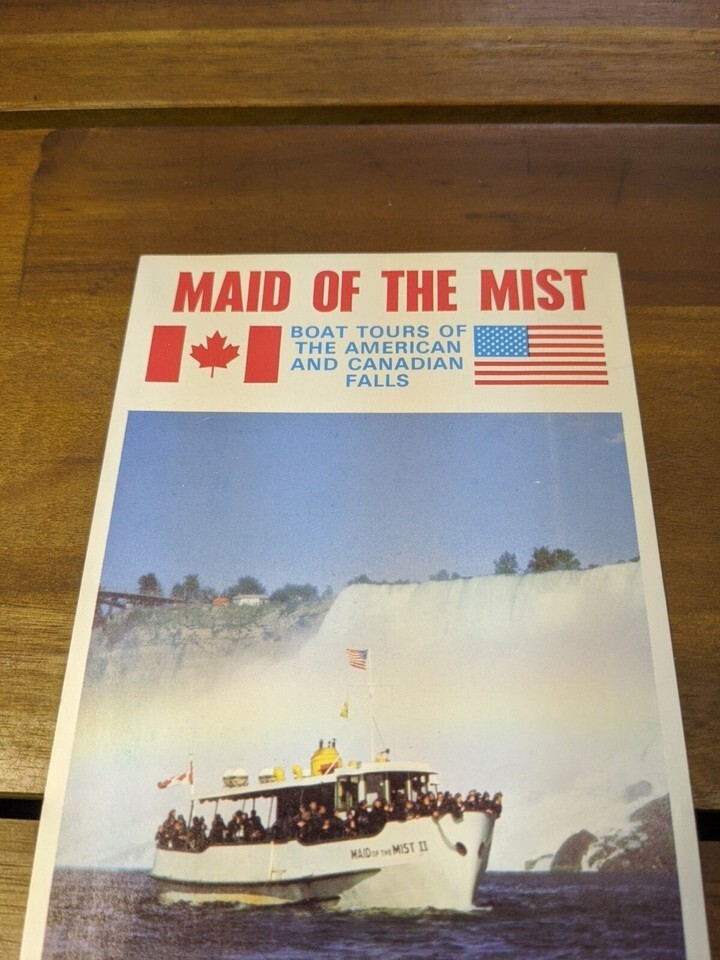 MAID OF THE MIST
BOAT TOURS OF
THE AMERICAN
AND CANADIAN
FALLS
MAID OF THE MIST II